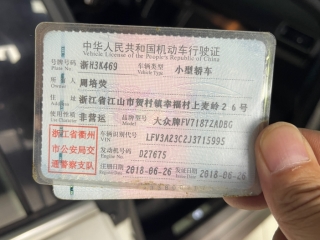 中华人民共和国机动车行驶证
Vehicle License of the People's Republic of China
号牌号码 浙H3K469 车辆类型 小型轿车
Plate No. Vehicle Type
所有人 周培荧
Owner
住址 浙江省江山市贺村镇幸福村上麦岭26号
Address
使用性质 非营运 品牌型号 大众牌FV7187FADBG
Use Character Model
浙江省衢州 车辆识别代号 LFV3A23C2J3715995
VIN
市公安局交 发动机号码 DZ7675
Engine No.
通警察支队 注册日期 2018-06-26 发证日期 2018-06-26
Register Date Issue Date